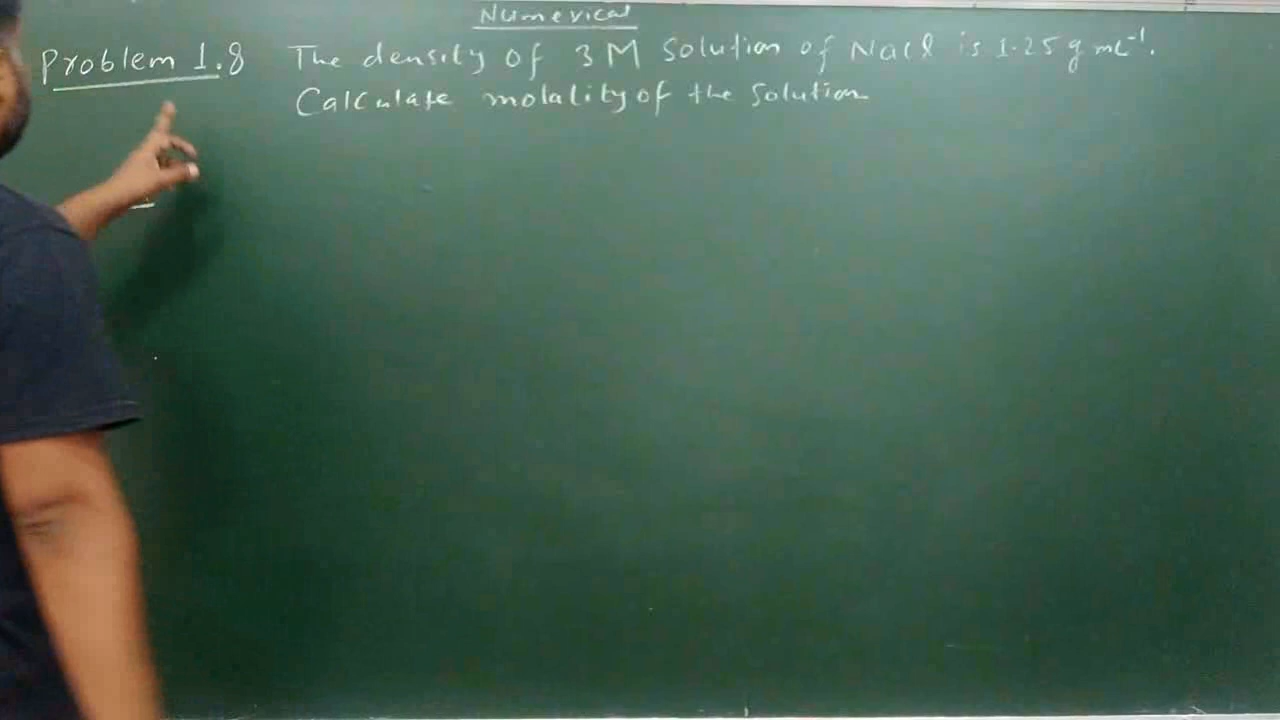 Numerical
Problem 1.8 The density of 3 M solution of NaCl is 1.25 g mL⁻¹.
Calculate molality of the solution